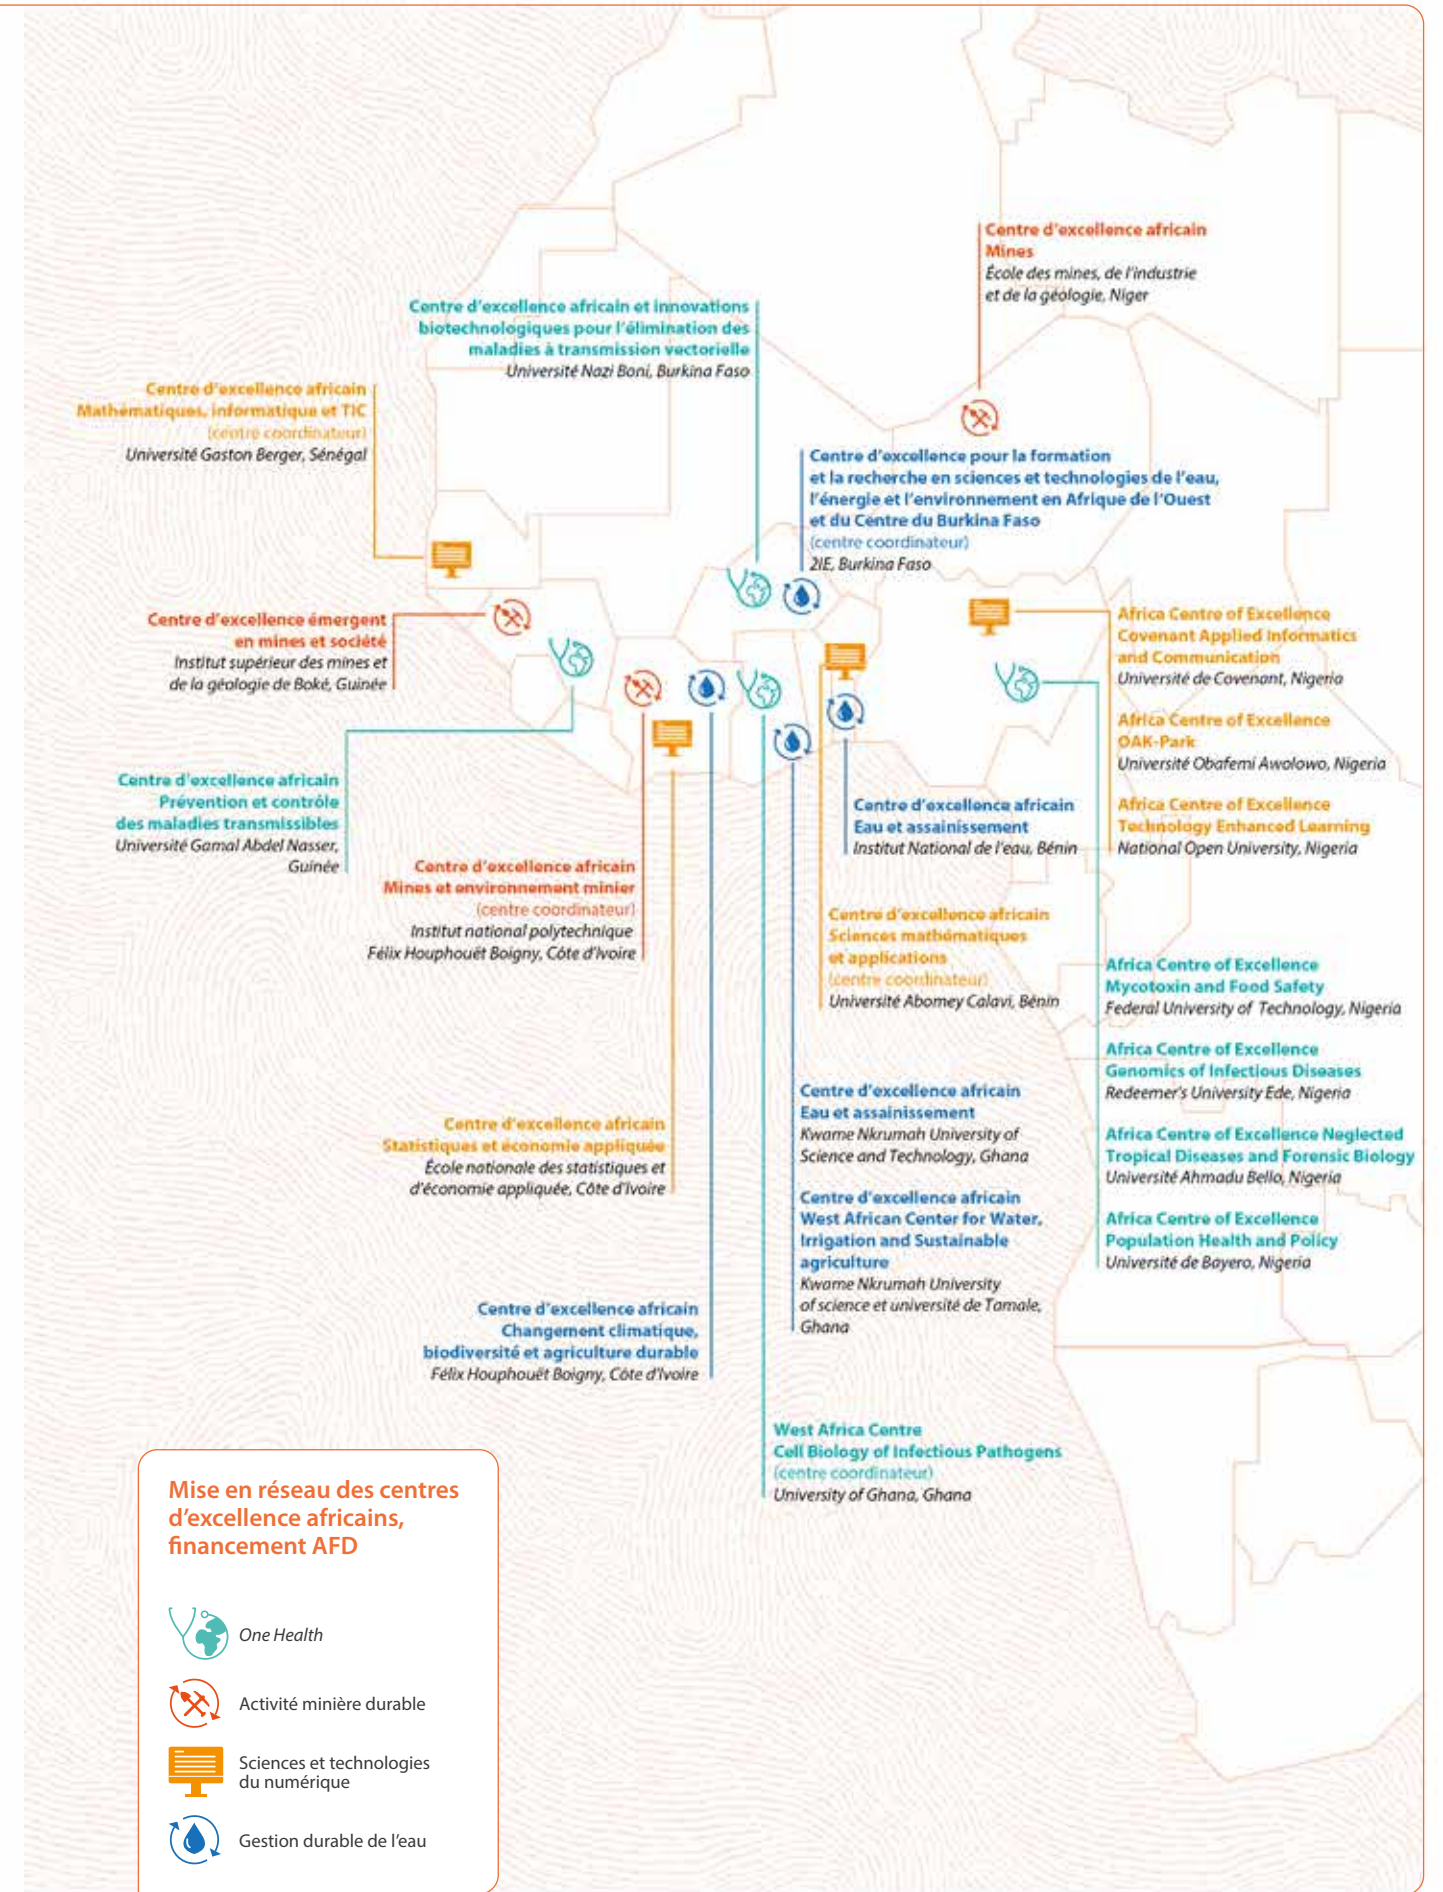 Centre d'excellence africain
Mines
École des mines, de l'industrie
et de la géologie, Niger
Centre d'excellence africain et innovations
biotechnologiques pour l'élimination des
maladies à transmission vectorielle
Université Nazi Boni, Burkina Faso
Centre d'excellence africain
Mathématiques, informatique et TIC
(centre coordinateur)
Université Gaston Berger, Sénégal
Centre d'excellence pour la formation
et la recherche en sciences et technologies de l'eau,
l'énergie et l'environnement en Afrique de l'Ouest
et du Centre du Burkina Faso
(centre coordinateur)
2IE, Burkina Faso
Centre d'excellence émergent
en mines et société
Institut supérieur des mines et
de la géologie de Boké, Guinée
Africa Centre of Excellence
Covenant Applied Informatics
and Communication
Université de Covenant, Nigeria
Africa Centre of Excellence
OAK-Park
Université Obafemi Awolowo, Nigeria
Africa Centre of Excellence
Technology Enhanced Learning
National Open University, Nigeria
Centre d'excellence africain
Prévention et contrôle
des maladies transmissibles
Université Gamal Abdel Nasser,
Guinée
Centre d'excellence africain
Eau et assainissement
Institut National de l'eau, Bénin
Centre d'excellence africain
Mines et environnement minier
(centre coordinateur)
Institut national polytechnique
Félix Houphouët Boigny, Côte d'Ivoire
Centre d'excellence africain
Sciences mathématiques
et applications
(centre coordinateur)
Université Abomey Calavi, Bénin
Africa Centre of Excellence
Mycotoxin and Food Safety
Federal University of Technology, Nigeria
Africa Centre of Excellence
Genomics of Infectious Diseases
Redeemer's University Ede, Nigeria
Africa Centre of Excellence Neglected
Tropical Diseases and Forensic Biology
Université Ahmadu Bello, Nigeria
Africa Centre of Excellence
Population Health and Policy
Université de Bayero, Nigeria
Centre d'excellence africain
Statistiques et économie appliquée
École nationale des statistiques et
d'économie appliquée, Côte d'Ivoire
Centre d'excellence africain
Eau et assainissement
Kwame Nkrumah University of
Science and Technology, Ghana
Centre d'excellence africain
West African Center for Water,
Irrigation and Sustainable
agriculture
Kwame Nkrumah University
of science et université de Tamale,
Ghana
Centre d'excellence africain
Changement climatique,
biodiversité et agriculture durable
Félix Houphouët Boigny, Côte d'Ivoire
West Africa Centre
Cell Biology of Infectious Pathogens
(centre coordinateur)
University of Ghana, Ghana
Mise en réseau des centres
d'excellence africains,
financement AFD
One Health
Activité minière durable
Sciences et technologies
du numérique
Gestion durable de l'eau